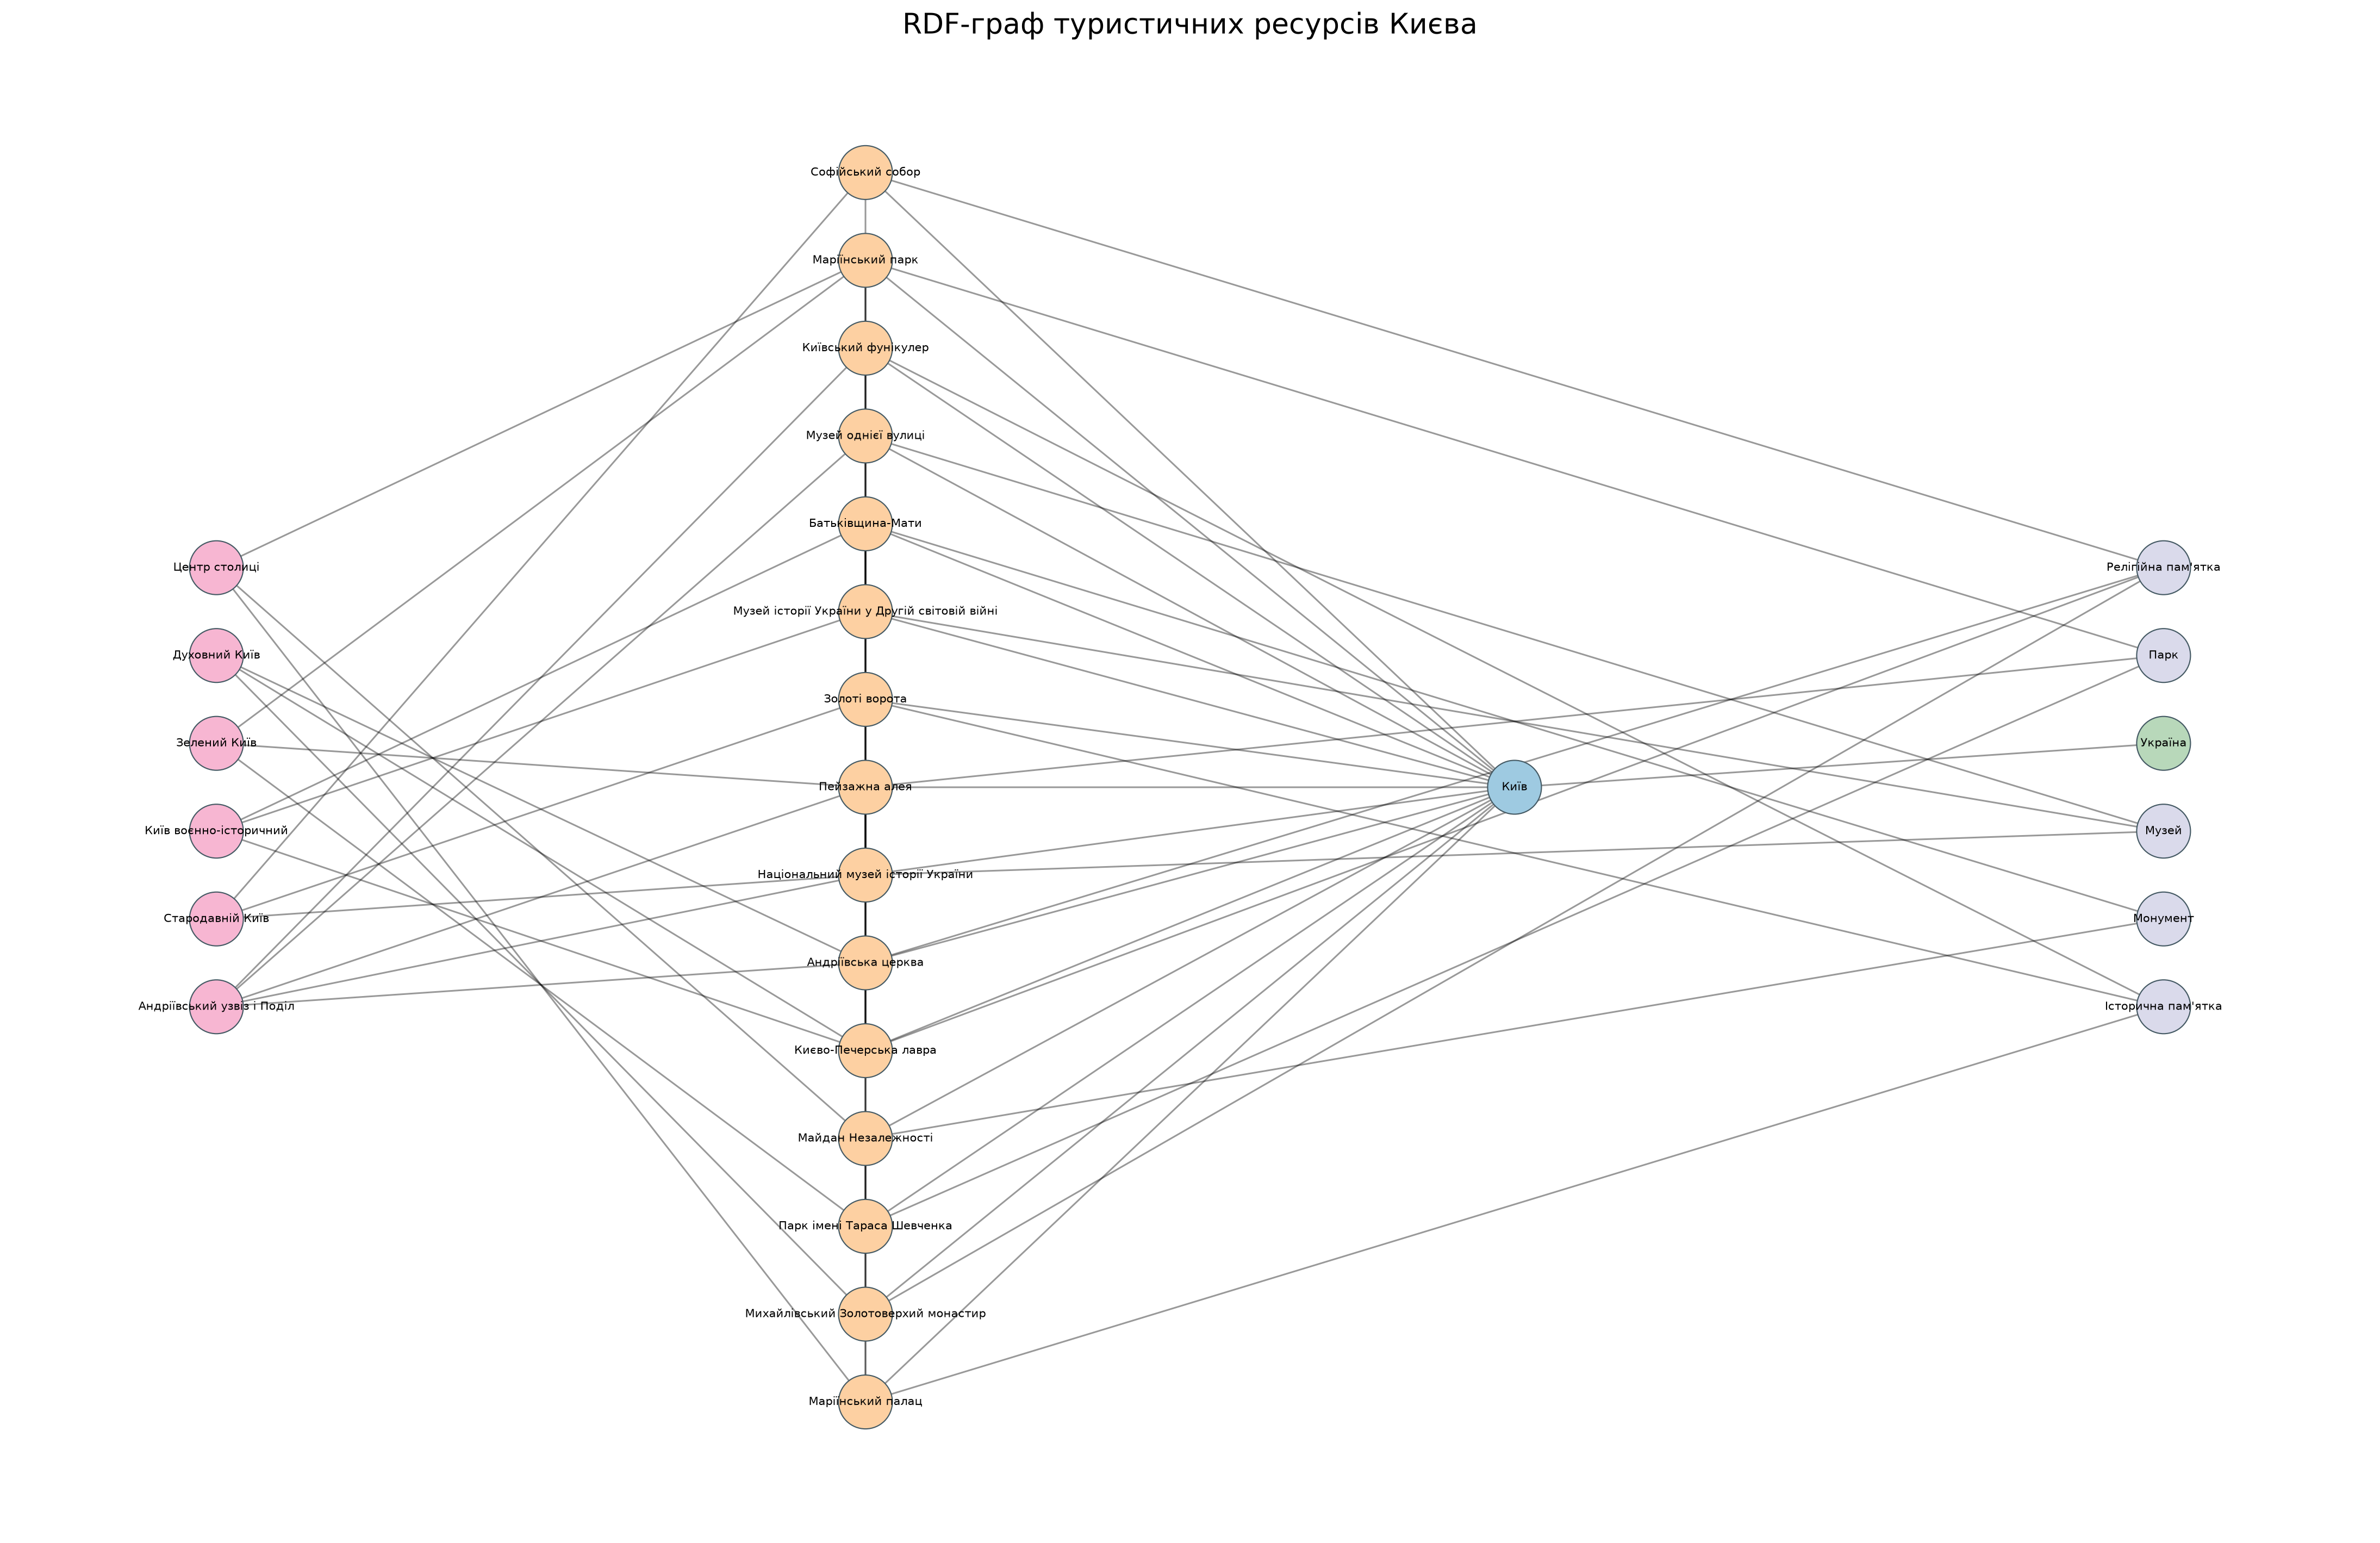 RDF-граф туристичних ресурсів Києва
Софійський собор
Маріїнський парк
Київський фунікулер
Музей однієї вулиці
Батьківщина-Мати
Музей історії України у Другій світовій війні
Золоті ворота
Пейзажна алея
Національний музей історії України
Андріївська церква
Києво-Печерська лавра
Майдан Незалежності
Парк імені Тараса Шевченка
Михайлівський Золотоверхий монастир
Маріїнський палац
Центр столиці
Духовний Київ
Зелений Київ
Київ воєнно-історичний
Стародавній Київ
Андріївський узвіз і Поділ
Київ
Релігійна пам'ятка
Парк
Україна
Музей
Монумент
Історична пам'ятка